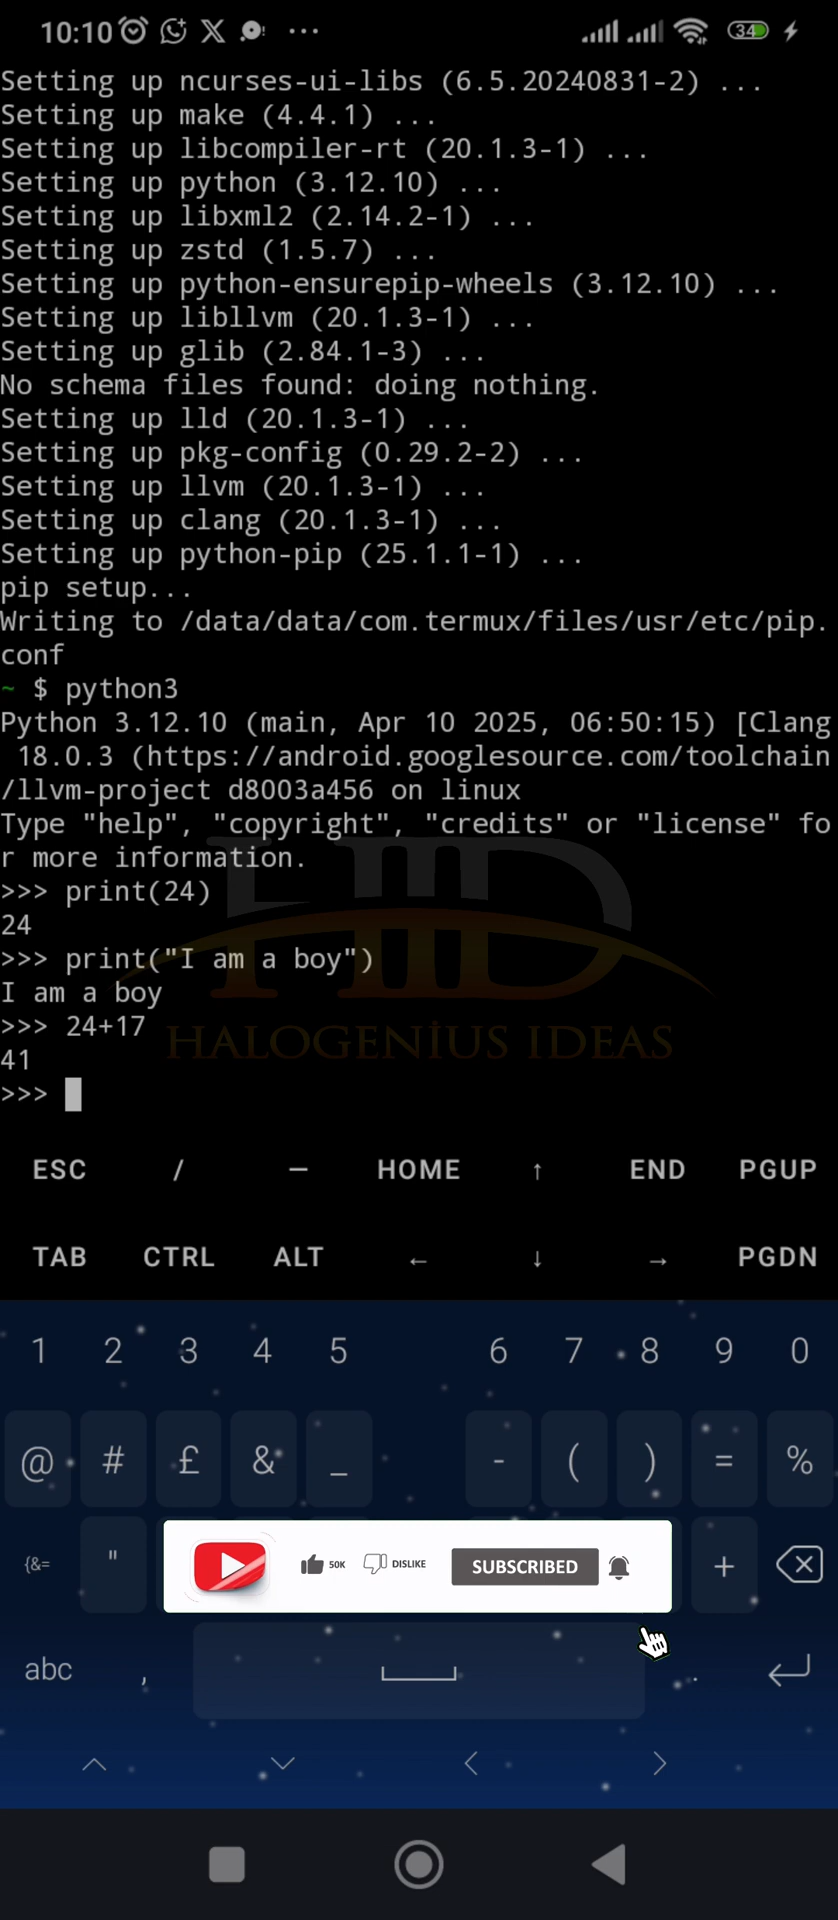 10:10 34
Setting up ncurses-ui-libs (6.5.20240831-2) ...
Setting up make (4.4.1) ...
Setting up libcompiler-rt (20.1.3-1) ...
Setting up python (3.12.10) ...
Setting up libxml2 (2.14.2-1) ...
Setting up zstd (1.5.7) ...
Setting up python-ensurepip-wheels (3.12.10) ...
Setting up libllvm (20.1.3-1) ...
Setting up glib (2.84.1-3) ...
No schema files found: doing nothing.
Setting up lld (20.1.3-1) ...
Setting up pkg-config (0.29.2-2) ...
Setting up llvm (20.1.3-1) ...
Setting up clang (20.1.3-1) ...
Setting up python-pip (25.1.1-1) ...
pip setup...
Writing to /data/data/com.termux/files/usr/etc/pip.
conf
~ $ python3
Python 3.12.10 (main, Apr 10 2025, 06:50:15) [Clang
 18.0.3 (https://android.googlesource.com/toolchain
/llvm-project d8003a456 on linux
Type "help", "copyright", "credits" or "license" fo
r more information.
>>> print(24)
24
>>> print("I am a boy")
I am a boy
>>> 24+17
41
>>>
HID
HALOGENİUS IDEAS
ESC / — HOME ↑ END PGUP
TAB CTRL ALT ← ↓ → PGDN
1 2 3 4 5 6 7 8 9 0
@ # £ & _ - ( ) = %
{&= " +
50K DISLIKE SUBSCRIBED
abc , .